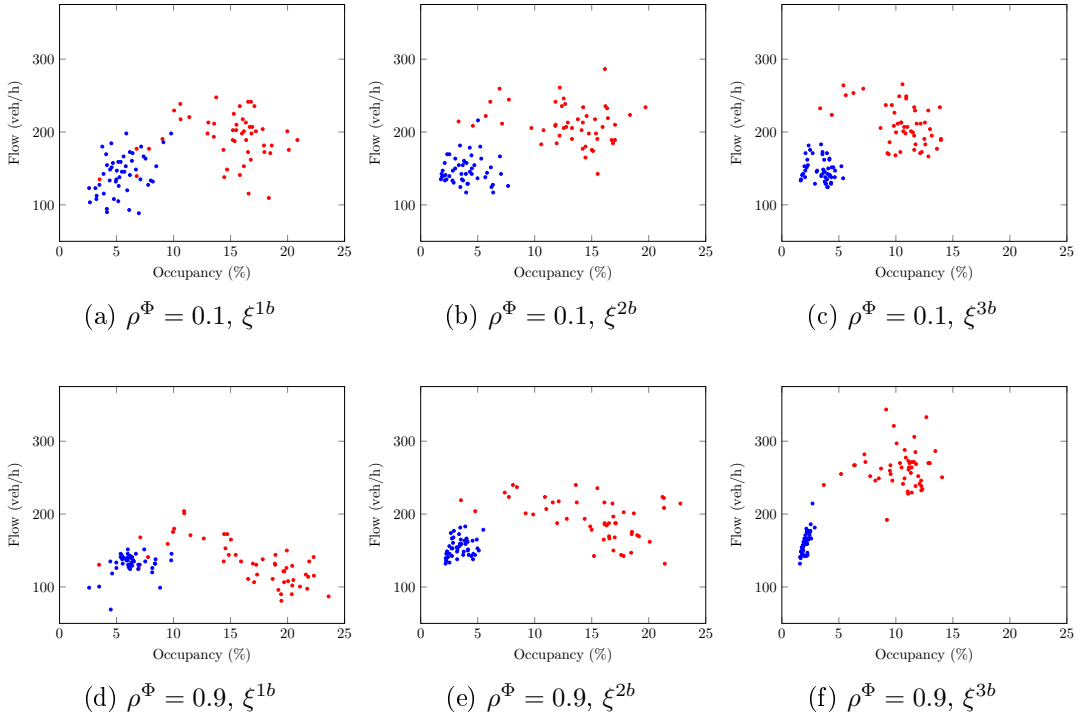 300
200
100
Flow (veh/h)
0 5 10 15 20 25
Occupancy (%)
(a) ρ^Φ = 0.1, ξ^{1b}
300
200
100
Flow (veh/h)
0 5 10 15 20 25
Occupancy (%)
(b) ρ^Φ = 0.1, ξ^{2b}
300
200
100
Flow (veh/h)
0 5 10 15 20 25
Occupancy (%)
(c) ρ^Φ = 0.1, ξ^{3b}
300
200
100
Flow (veh/h)
0 5 10 15 20 25
Occupancy (%)
(d) ρ^Φ = 0.9, ξ^{1b}
300
200
100
Flow (veh/h)
0 5 10 15 20 25
Occupancy (%)
(e) ρ^Φ = 0.9, ξ^{2b}
300
200
100
Flow (veh/h)
0 5 10 15 20 25
Occupancy (%)
(f) ρ^Φ = 0.9, ξ^{3b}